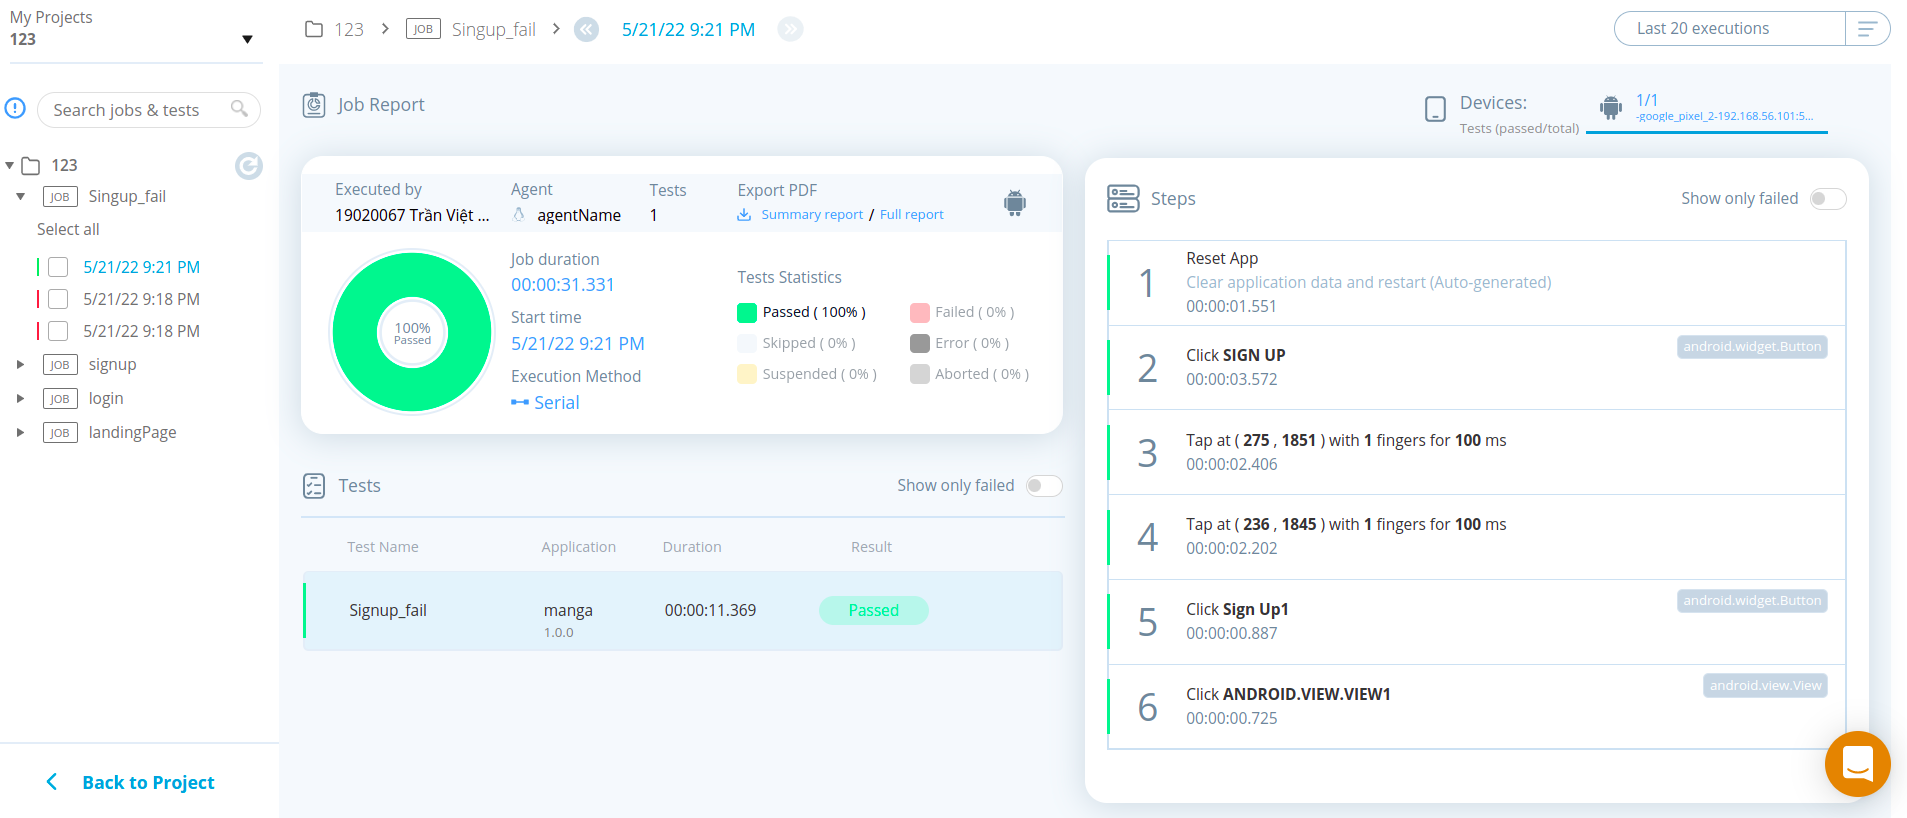 My Projects
123
123 > JOB Singup_fail > 5/21/22 9:21 PM
Last 20 executions
Search jobs & tests
123
JOB Singup_fail
Select all
5/21/22 9:21 PM
5/21/22 9:18 PM
5/21/22 9:18 PM
JOB signup
JOB login
JOB landingPage
Back to Project
Job Report
Devices:
Tests (passed/total)
1/1
-google_pixel_2-192.168.56.101:5...
Executed by
19020067 Trần Việt ...
Agent
agentName
Tests
1
Export PDF
Summary report / Full report
100%
Passed
Job duration
00:00:31.331
Start time
5/21/22 9:21 PM
Execution Method
Serial
Tests Statistics
Passed ( 100% )
Failed ( 0% )
Skipped ( 0% )
Error ( 0% )
Suspended ( 0% )
Aborted ( 0% )
Tests
Show only failed
Test Name Application Duration Result
Signup_fail manga 00:00:11.369 Passed
1.0.0
Steps
Show only failed
1
Reset App
Clear application data and restart (Auto-generated)
00:00:01.551
2
Click SIGN UP
android.widget.Button
00:00:03.572
3
Tap at ( 275 , 1851 ) with 1 fingers for 100 ms
00:00:02.406
4
Tap at ( 236 , 1845 ) with 1 fingers for 100 ms
00:00:02.202
5
Click Sign Up1
android.widget.Button
00:00:00.887
6
Click ANDROID.VIEW.VIEW1
android.view.View
00:00:00.725